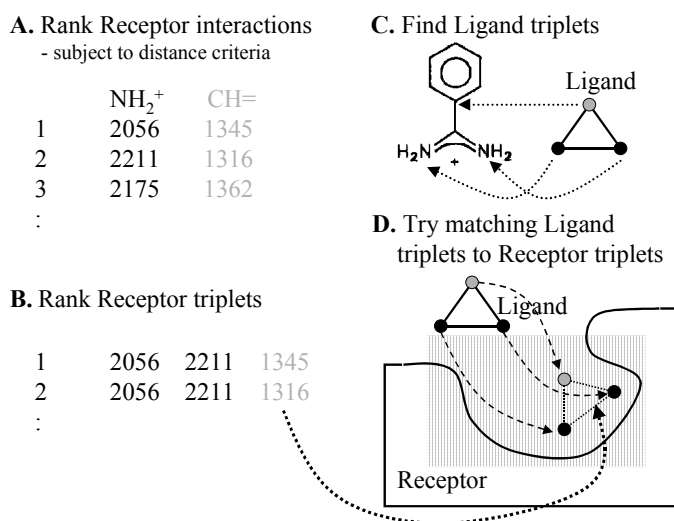 A. Rank Receptor interactions
- subject to distance criteria
NH₂⁺ CH=
1 2056 1345
2 2211 1316
3 2175 1362
:
B. Rank Receptor triplets
1 2056 2211 1345
2 2056 2211 1316
:
C. Find Ligand triplets
Ligand
H₂N NH₂
+
D. Try matching Ligand
triplets to Receptor triplets
Ligand
Receptor